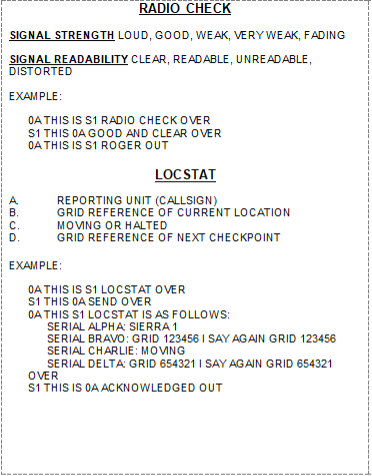 RADIO CHECK
SIGNAL STRENGTH LOUD, GOOD, WEAK, VERY WEAK, FADING
SIGNAL READABILITY CLEAR, READABLE, UNREADABLE,
DISTORTED
EXAMPLE:
0A THIS IS S1 RADIO CHECK OVER
S1 THIS 0A GOOD AND CLEAR OVER
0A THIS IS S1 ROGER OUT
LOCSTAT
A. REPORTING UNIT (CALLSIGN)
B. GRID REFERENCE OF CURRENT LOCATION
C. MOVING OR HALTED
D. GRID REFERENCE OF NEXT CHECKPOINT
EXAMPLE:
0A THIS IS S1 LOCSTAT OVER
S1 THIS 0A SEND OVER
0A THIS IS S1 LOCSTAT IS AS FOLLOWS:
SERIAL ALPHA: SIERRA 1
SERIAL BRAVO: GRID 123456 I SAY AGAIN GRID 123456
SERIAL CHARLIE: MOVING
SERIAL DELTA: GRID 654321 I SAY AGAIN GRID 654321
OVER
S1 THIS IS 0A ACKNOWLEDGED OUT